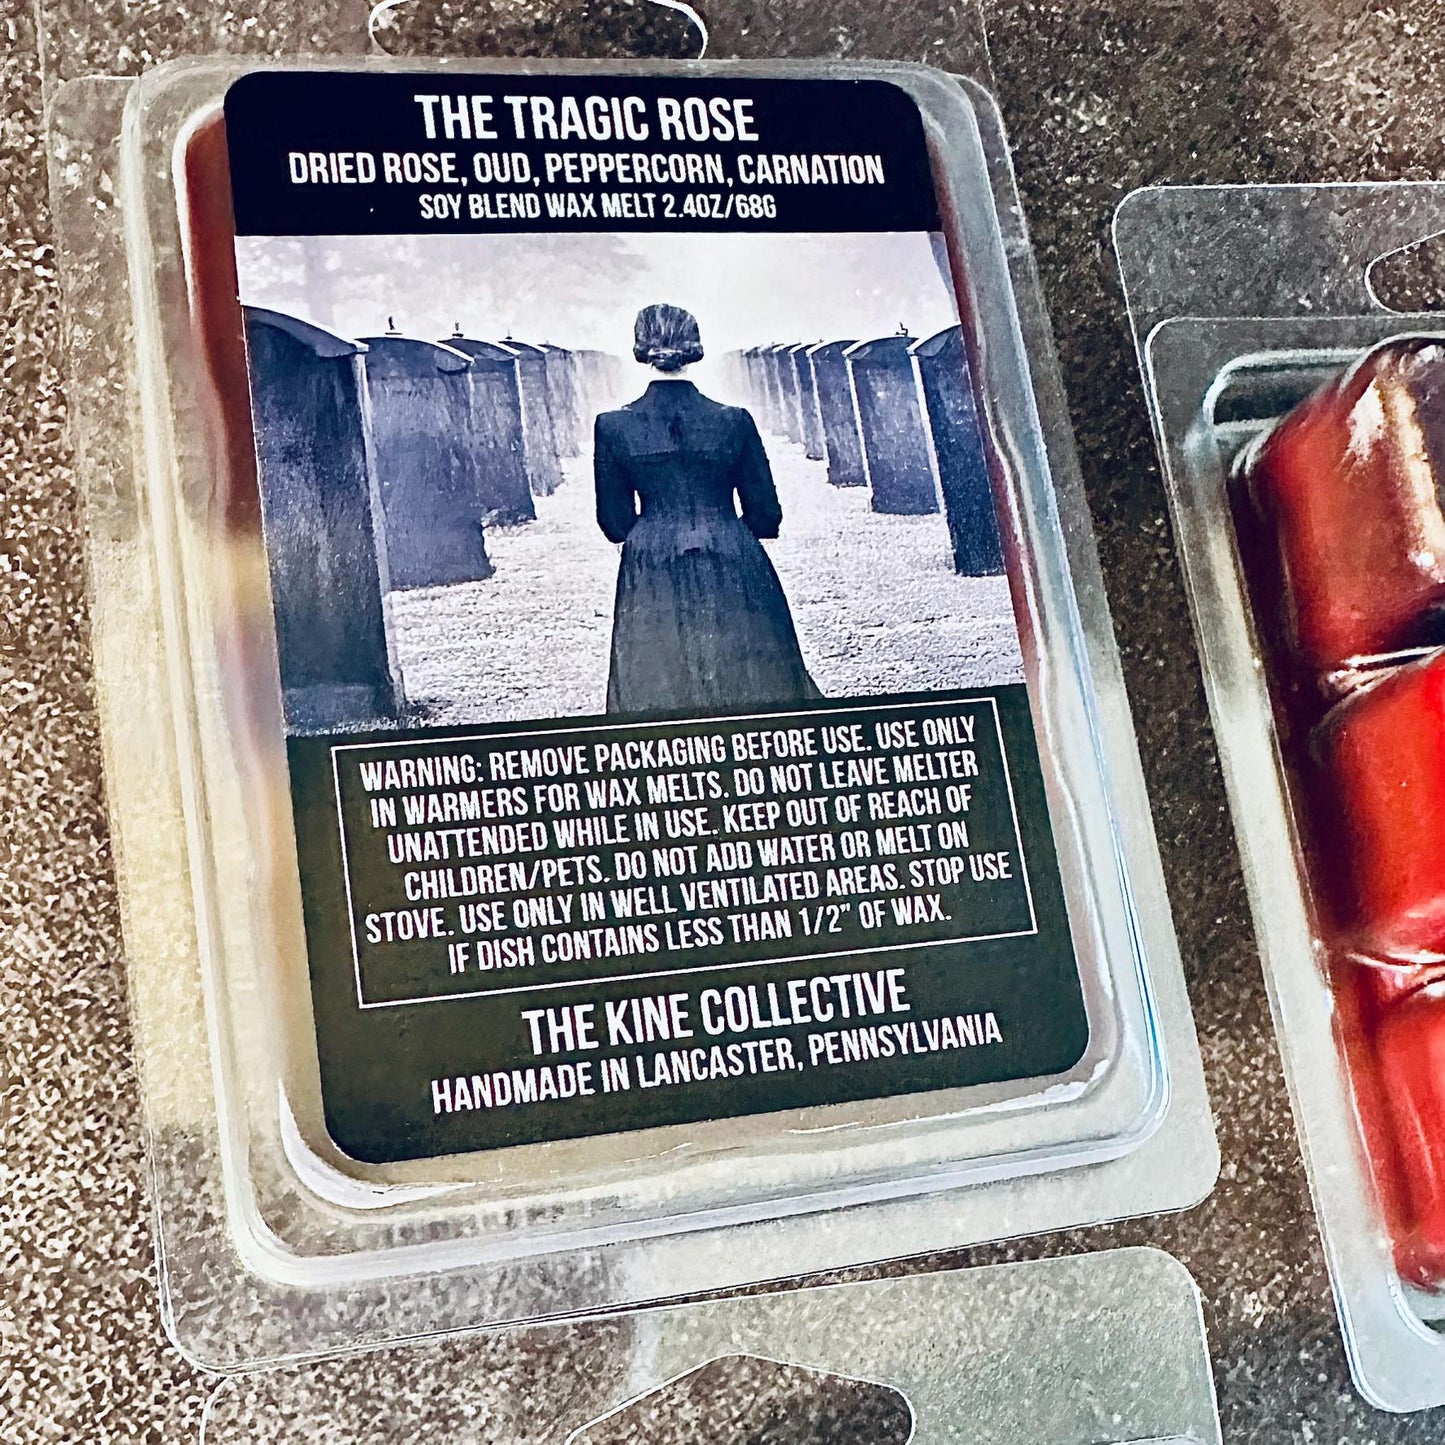 THE TRAGIC ROSE
DRIED ROSE, OUD, PEPPERCORN, CARNATION
SOY BLEND WAX MELT 2.4OZ/68G
WARNING: REMOVE PACKAGING BEFORE USE. USE ONLY
IN WARMERS FOR WAX MELTS. DO NOT LEAVE MELTER
UNATTENDED WHILE IN USE. KEEP OUT OF REACH OF
CHILDREN/PETS. DO NOT ADD WATER OR MELT ON
STOVE. USE ONLY IN WELL VENTILATED AREAS. STOP USE
IF DISH CONTAINS LESS THAN 1/2" OF WAX.
THE KINE COLLECTIVE
HANDMADE IN LANCASTER, PENNSYLVANIA